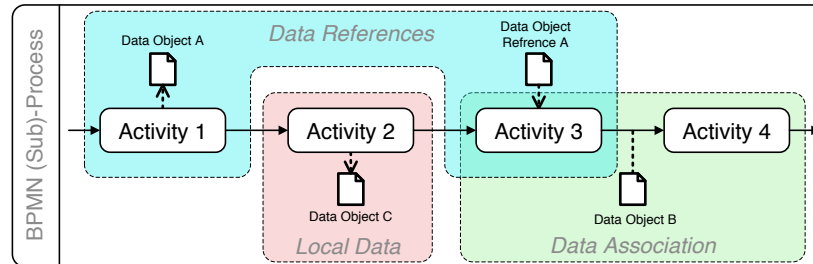 BPMN (Sub)-Process
Data References
Data Object A
Data Object
Refrence A
Activity 1
Activity 2
Activity 3
Activity 4
Data Object C
Data Object B
Local Data
Data Association